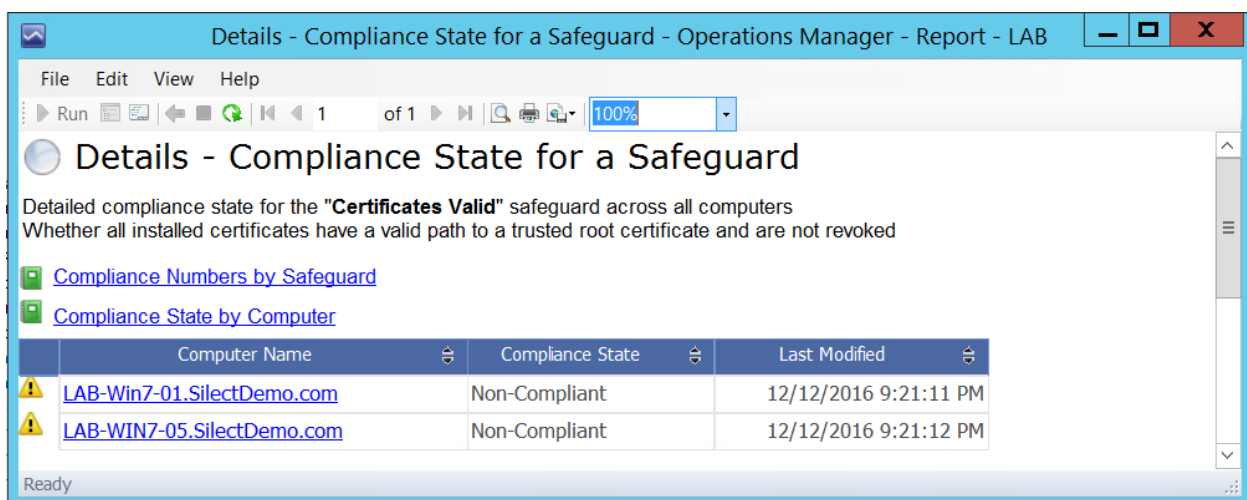 Details - Compliance State for a Safeguard - Operations Manager - Report - LAB
X
File Edit View Help
Run 1 of 1 100%
Details - Compliance State for a Safeguard
Detailed compliance state for the "Certificates Valid" safeguard across all computers
Whether all installed certificates have a valid path to a trusted root certificate and are not revoked
Compliance Numbers by Safeguard
Compliance State by Computer
Computer Name Compliance State Last Modified
LAB-Win7-01.SilectDemo.com Non-Compliant 12/12/2016 9:21:11 PM
LAB-WIN7-05.SilectDemo.com Non-Compliant 12/12/2016 9:21:12 PM
Ready